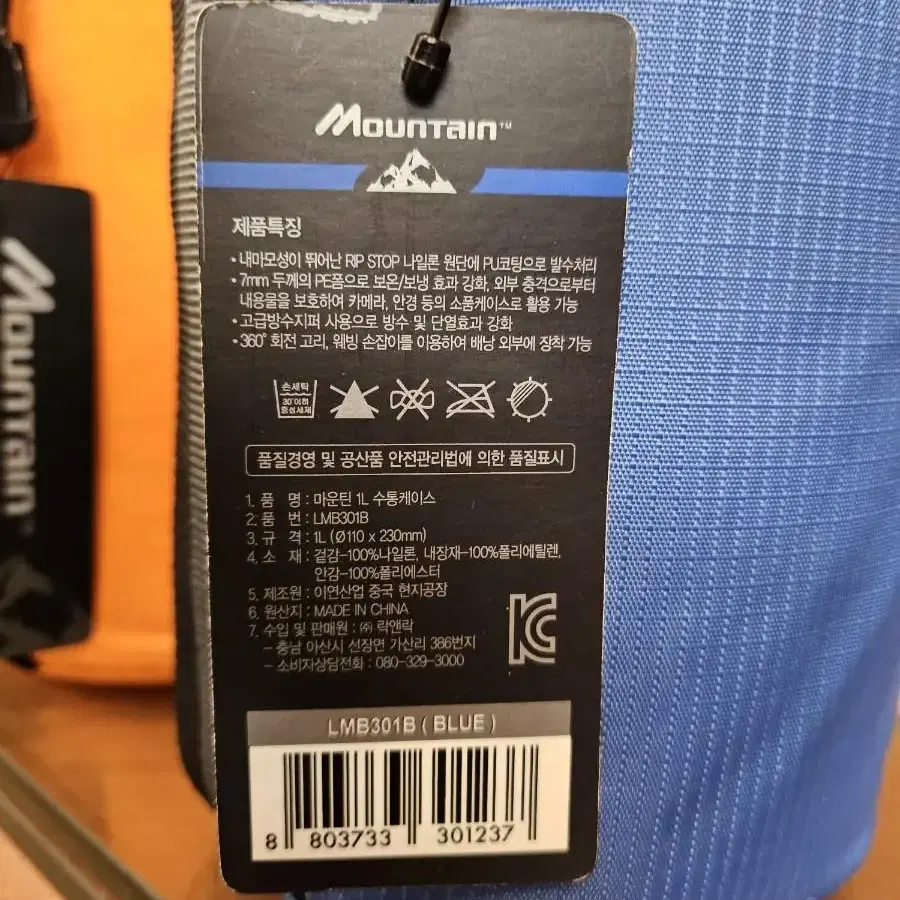 Mountain™
제품특징
• 내마모성이 뛰어난 RIP STOP 나일론 원단에 PU코팅으로 발수처리
• 7mm 두께의 PE폼으로 보온/보냉 효과 강화, 외부 충격으로부터
내용물을 보호하여 카메라, 안경 등의 소품케이스로 활용 가능
• 고급방수지퍼 사용으로 방수 및 단열효과 강화
• 360° 회전 고리, 웨빙 손잡이를 이용하여 배낭 외부에 장착 가능
손세탁
30°이하
중성세제
품질경영 및 공산품 안전관리법에 의한 품질표시
1. 품 명 : 마운틴 1L 수통케이스
2. 품 번 : LMB301B
3. 규 격 : 1L (Ø110 x 230mm)
4. 소 재 : 겉감-100%나일론, 내장재-100%폴리에틸렌,
안감-100%폴리에스터
5. 제조원 : 이연산업 중국 현지공장
6. 원산지 : MADE IN CHINA
7. 수입 및 판매원 : ㈜ 락앤락
- 충남 아산시 선장면 가산리 386번지
- 소비자상담전화 : 080-329-3000
LMB301B ( BLUE )
8 803733 301237
Mountain